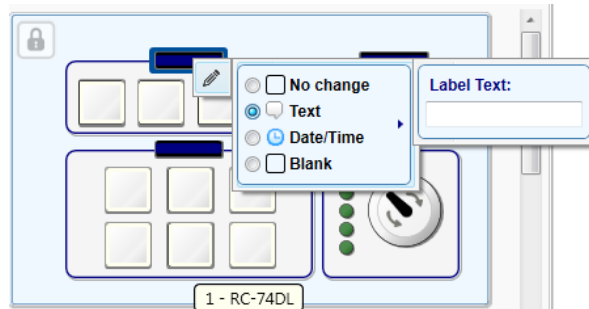 No change
Text
Date/Time
Blank
Label Text:
1 - RC-74DL